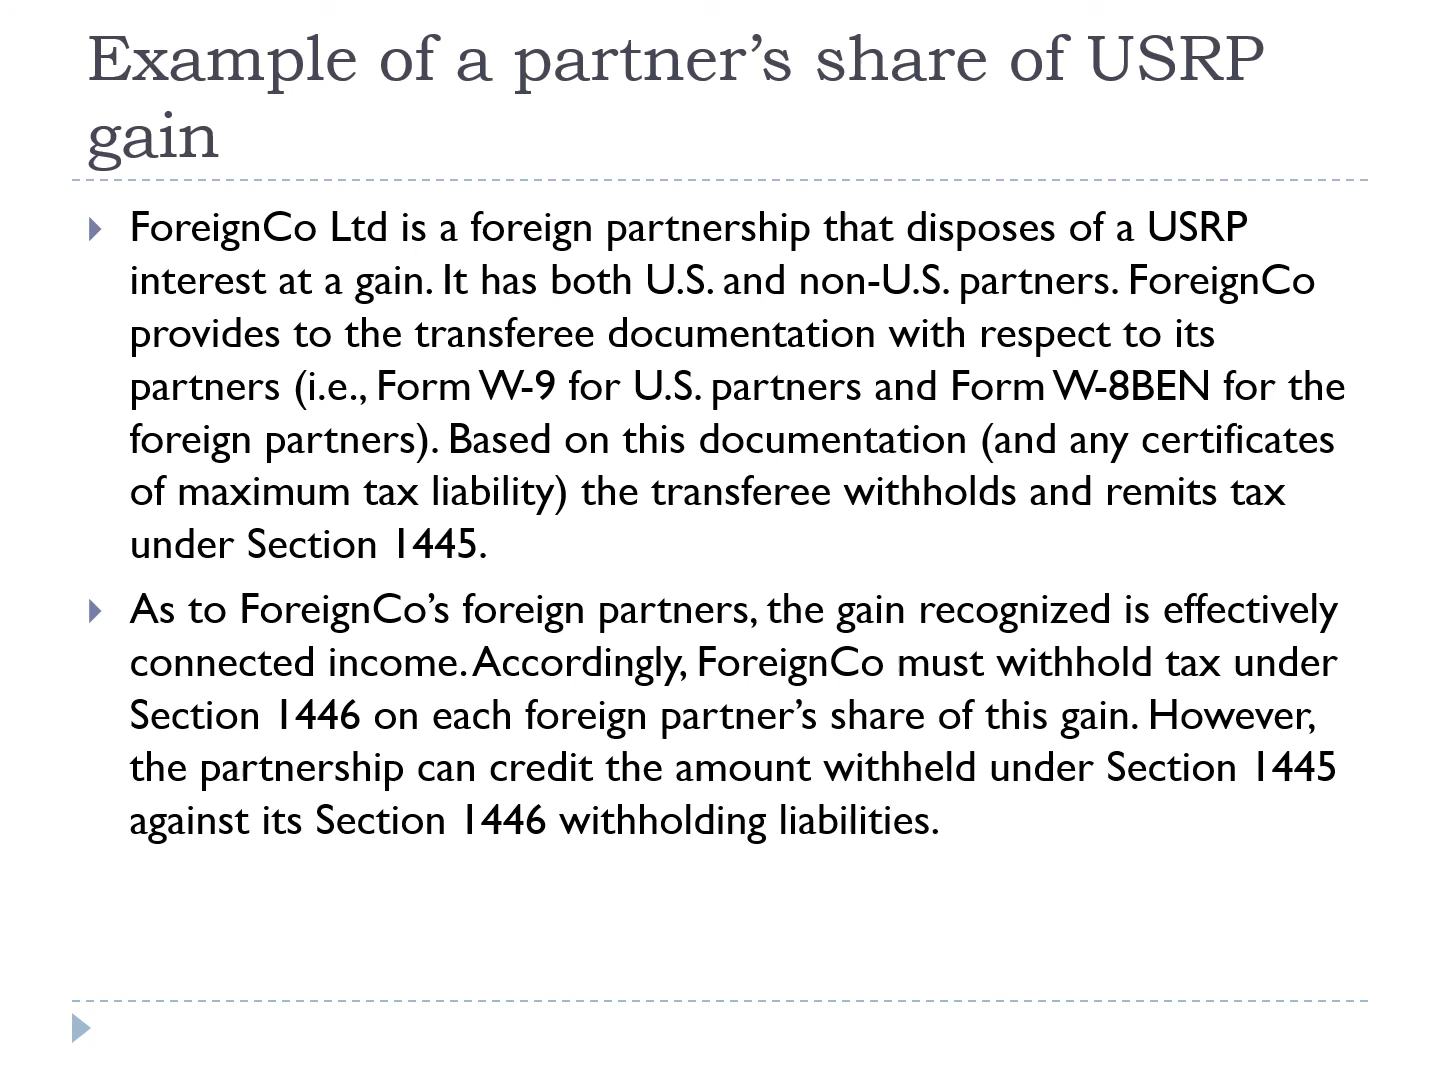 Example of a partner’s share of USRP
gain
ForeignCo Ltd is a foreign partnership that disposes of a USRP
interest at a gain. It has both U.S. and non-U.S. partners. ForeignCo
provides to the transferee documentation with respect to its
partners (i.e., Form W-9 for U.S. partners and Form W-8BEN for the
foreign partners). Based on this documentation (and any certificates
of maximum tax liability) the transferee withholds and remits tax
under Section 1445.
As to ForeignCo’s foreign partners, the gain recognized is effectively
connected income. Accordingly, ForeignCo must withhold tax under
Section 1446 on each foreign partner’s share of this gain. However,
the partnership can credit the amount withheld under Section 1445
against its Section 1446 withholding liabilities.